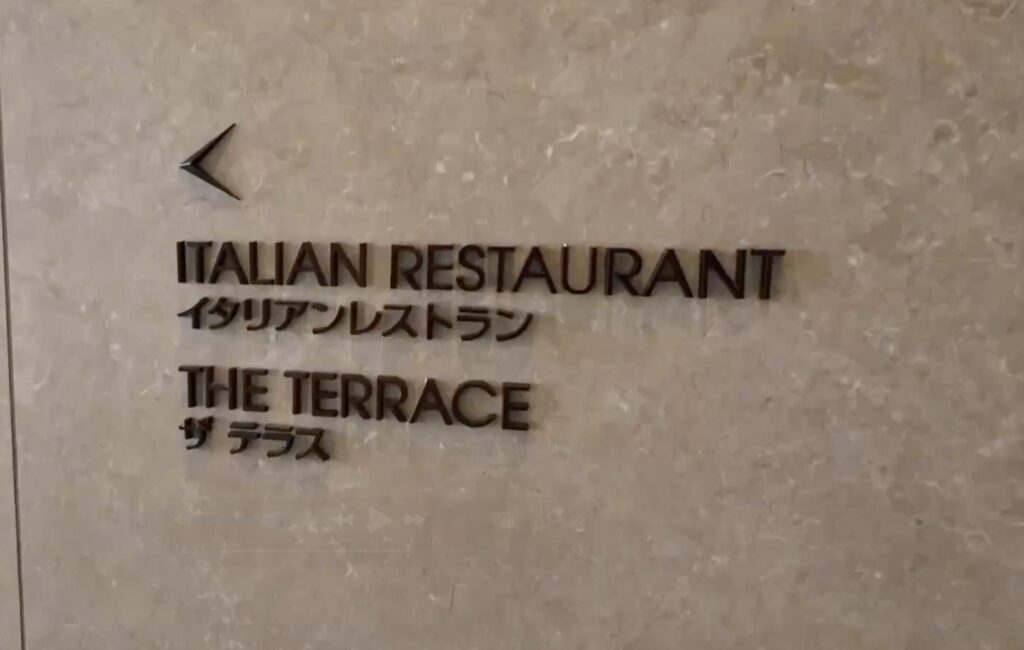 ITALIAN RESTAURANT
イタリアンレストラン
THE TERRACE
ザ テラス